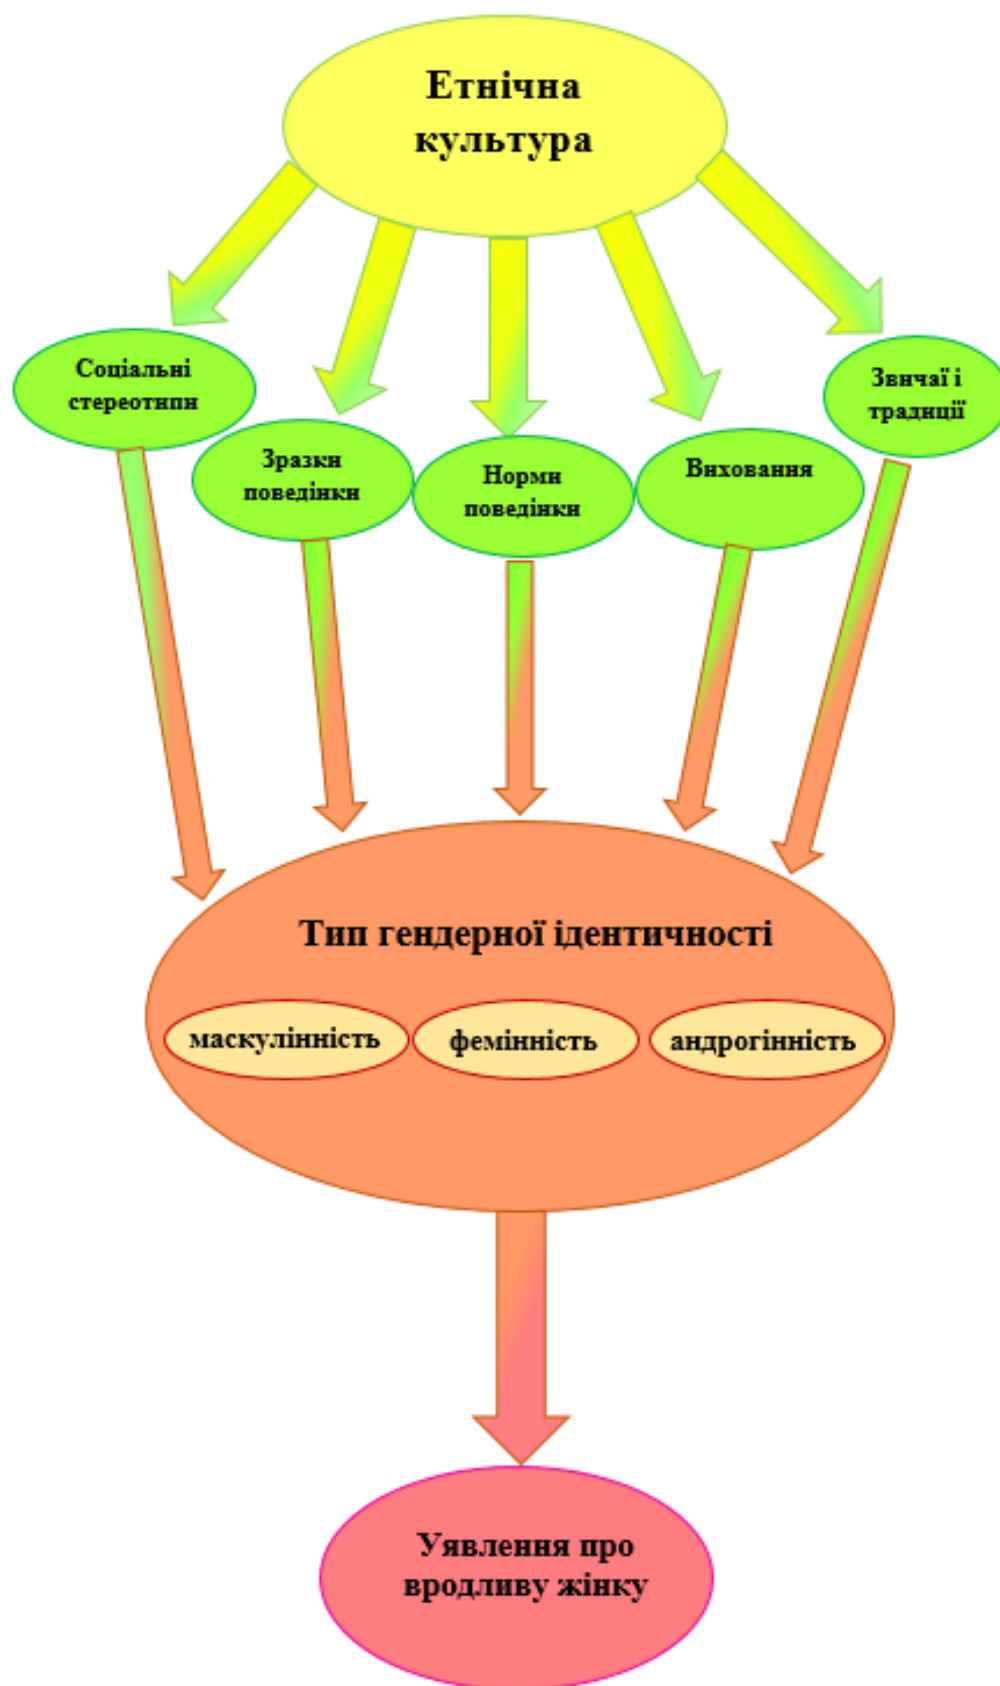 Етнічна
культура
Соціальні
стереотипи
Зразки
поведінки
Норми
поведінки
Виховання
Звичаї і
традиції
Тип гендерної ідентичності
маскулінність
фемінність
андрогінність
Уявлення про
вродливу жінку